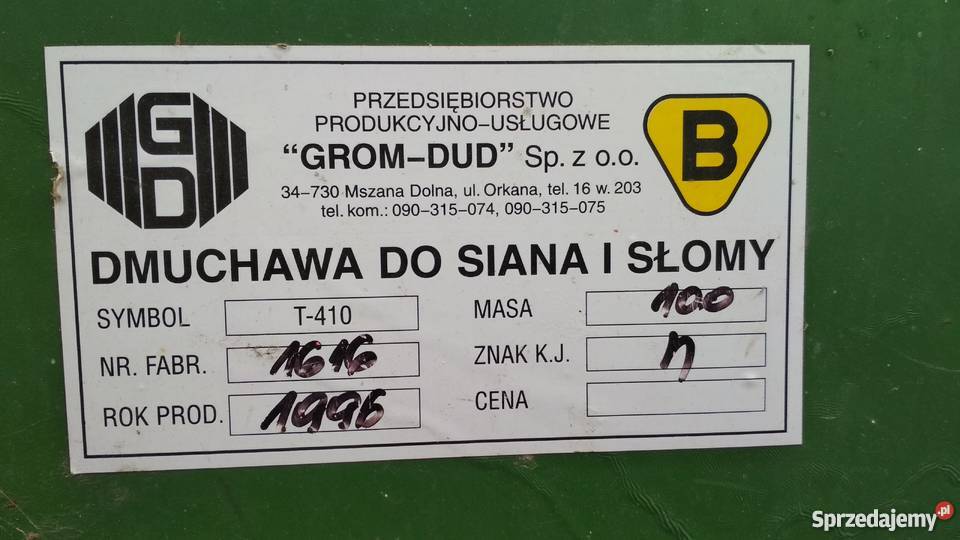 GD
PRZEDSIĘBIORSTWO
PRODUKCYJNO-USŁUGOWE
"GROM-DUD" Sp. z o.o.
34-730 Mszana Dolna, ul. Orkana, tel. 16 w. 203
tel. kom.: 090-315-074, 090-315-075
B
DMUCHAWA DO SIANA I SŁOMY
SYMBOL T-410
MASA 100
NR. FABR. 1616
ZNAK K.J.
ROK PROD. 1996
CENA
Sprzedajemy.pl